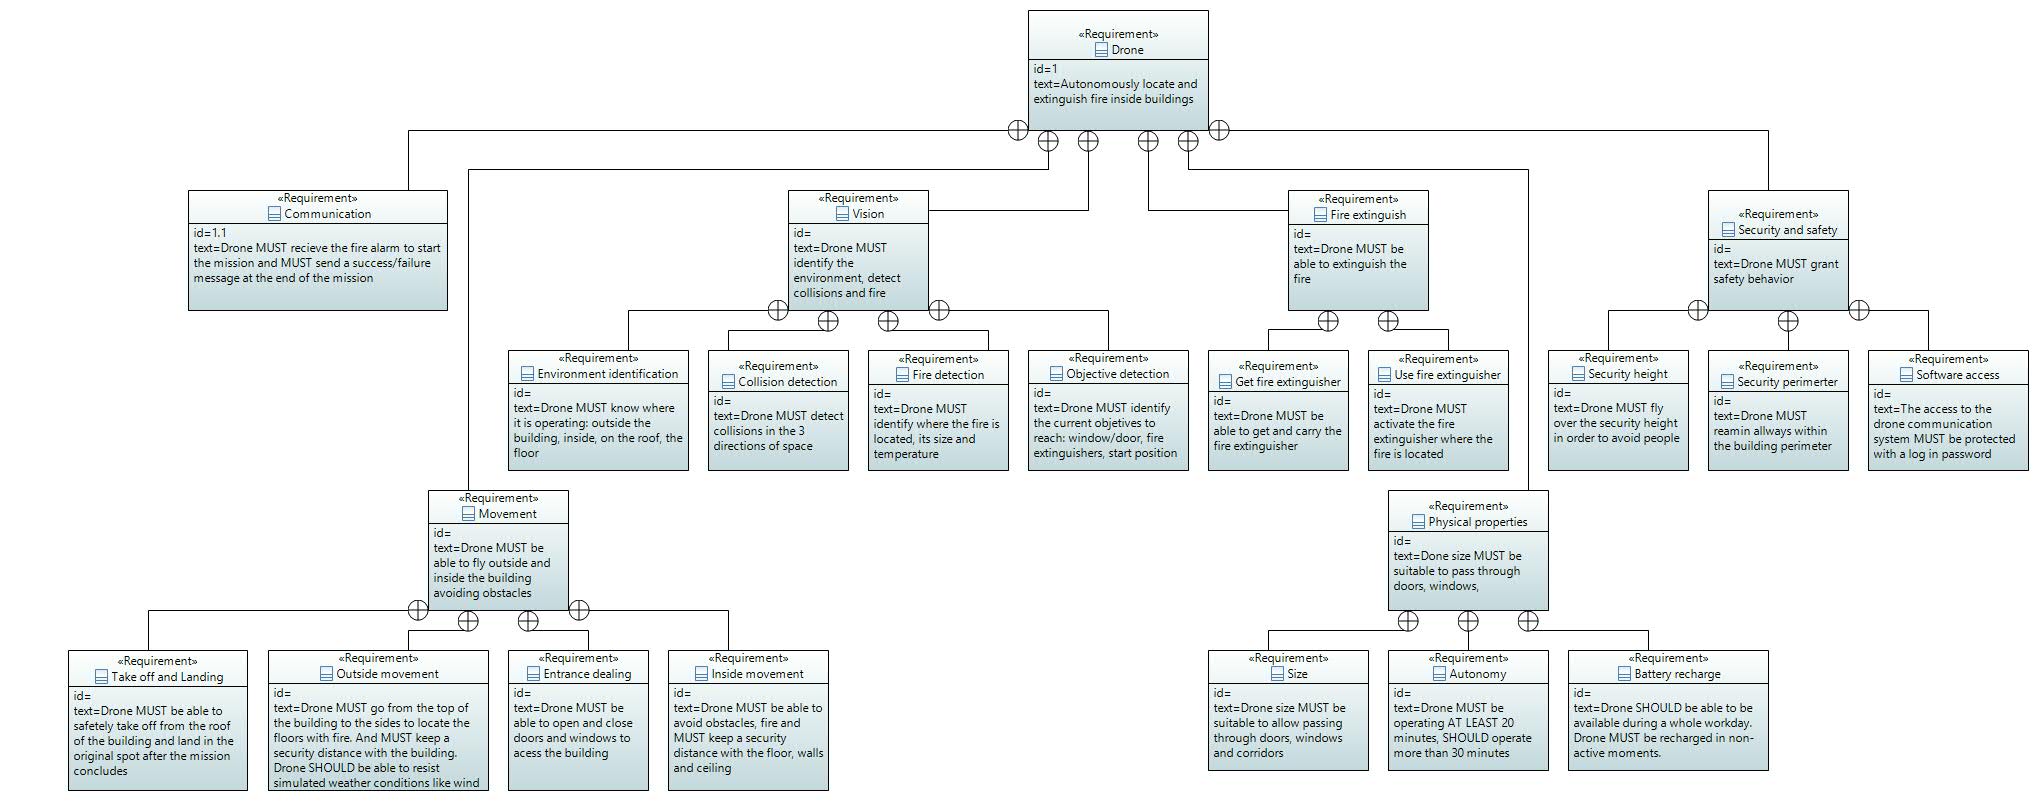 «Requirement»
Drone
id=1
text=Autonomously locate and
extinguish fire inside buildings
«Requirement»
Communication
id=1.1
text=Drone MUST recieve the fire alarm to start
the mission and MUST send a success/failure
message at the end of the mission
«Requirement»
Vision
id=
text=Drone MUST
identify the
environment, detect
collisions and fire
«Requirement»
Fire extinguish
id=
text=Drone MUST be
able to extinguish the
fire
«Requirement»
Security and safety
id=
text=Drone MUST grant
safety behavior
«Requirement»
Environment identification
id=
text=Drone MUST know where
it is operating: outside the
building, inside, on the roof, the
floor
«Requirement»
Collision detection
id=
text=Drone MUST detect
collisions in the 3
directions of space
«Requirement»
Fire detection
id=
text=Drone MUST
identify where the fire is
located, its size and
temperature
«Requirement»
Objective detection
id=
text=Drone MUST identify
the current objetives to
reach: window/door, fire
extinguishers, start position
«Requirement»
Get fire extinguisher
id=
text=Drone MUST be
able to get and carry the
fire extinguisher
«Requirement»
Use fire extinguisher
id=
text=Drone MUST
activate the fire
extinguisher where the
fire is located
«Requirement»
Security height
id=
text=Drone MUST fly
over the security height
in order to avoid people
«Requirement»
Security perimerter
id=
text=Drone MUST
reamin allways within
the building perimeter
«Requirement»
Software access
id=
text=The access to the
drone communication
system MUST be protected
with a log in password
«Requirement»
Movement
id=
text=Drone MUST be
able to fly outside and
inside the building
avoiding obstacles
«Requirement»
Physical properties
id=
text=Done size MUST be
suitable to pass through
doors, windows,
«Requirement»
Take off and Landing
id=
text=Drone MUST be able to
safetely take off from the roof
of the building and land in the
original spot after the mission
concludes
«Requirement»
Outside movement
id=
text=Drone MUST go from the top of
the building to the sides to locate the
floors with fire. And MUST keep a
security distance with the building.
Drone SHOULD be able to resist
simulated weather conditions like wind
«Requirement»
Entrance dealing
id=
text=Drone MUST be
able to open and close
doors and windows to
acess the building
«Requirement»
Inside movement
id=
text=Drone MUST be able to
avoid obstacles, fire and
MUST keep a security
distance with the floor, walls
and ceiling
«Requirement»
Size
id=
text=Drone size MUST be
suitable to allow passing
through doors, windows
and corridors
«Requirement»
Autonomy
id=
text=Drone MUST be
operating AT LEAST 20
minutes, SHOULD operate
more than 30 minutes
«Requirement»
Battery recharge
id=
text=Drone SHOULD be able to be
available during a whole workday.
Drone MUST be recharged in non-
active moments.